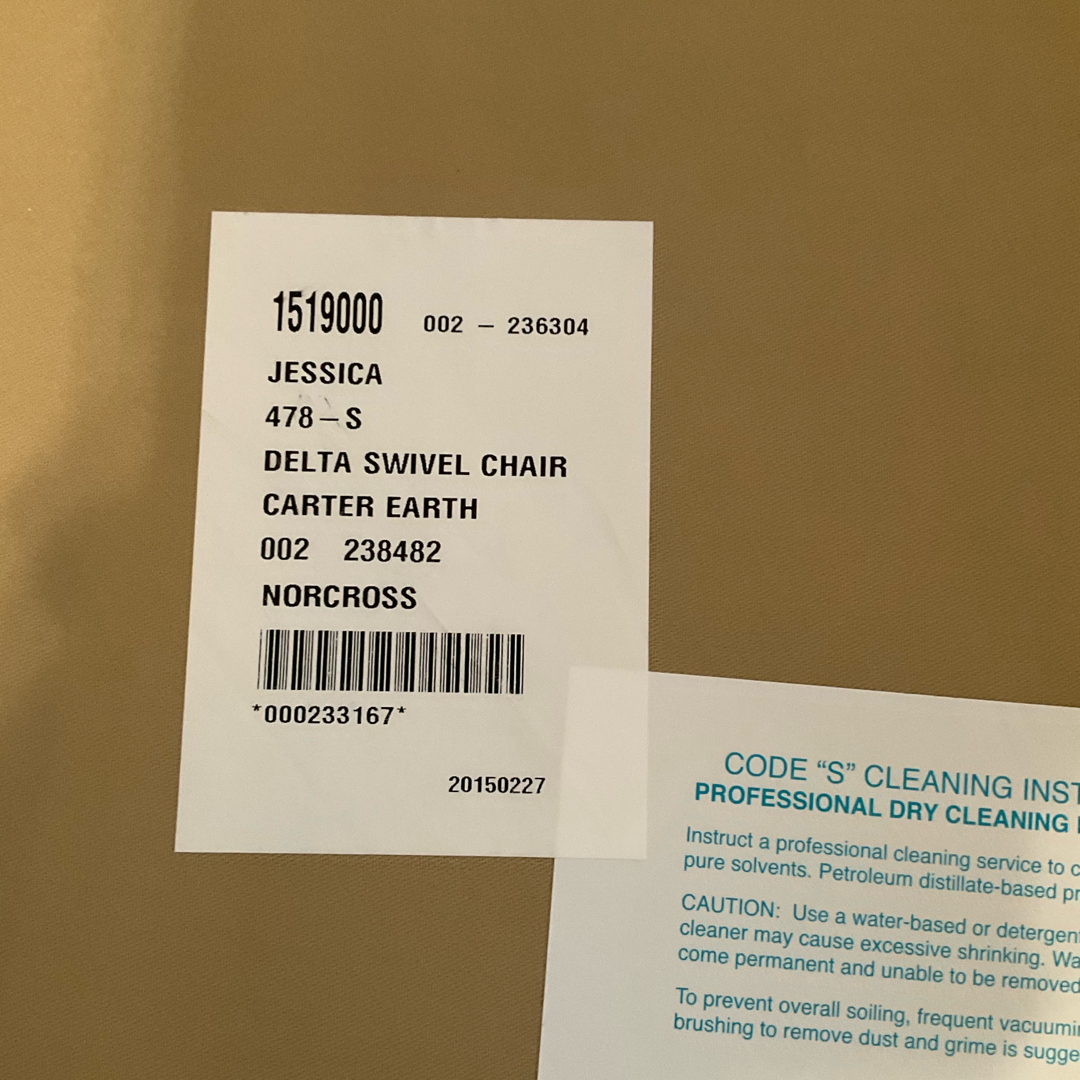 1519000 002 – 236304
JESSICA
478 – S
DELTA SWIVEL CHAIR
CARTER EARTH
002 238482
NORCROSS
*000233167*
20150227
CODE “S” CLEANING
PROFESSIONAL DRY CLEANING
Instruct a professional cleaning service to
pure solvents. Petroleum distillate-based
CAUTION: Use a water-based or detergent
cleaner may cause excessive shrinking.
come permanent and unable to be removed
To prevent overall soiling, frequent
brushing to remove dust and grime is